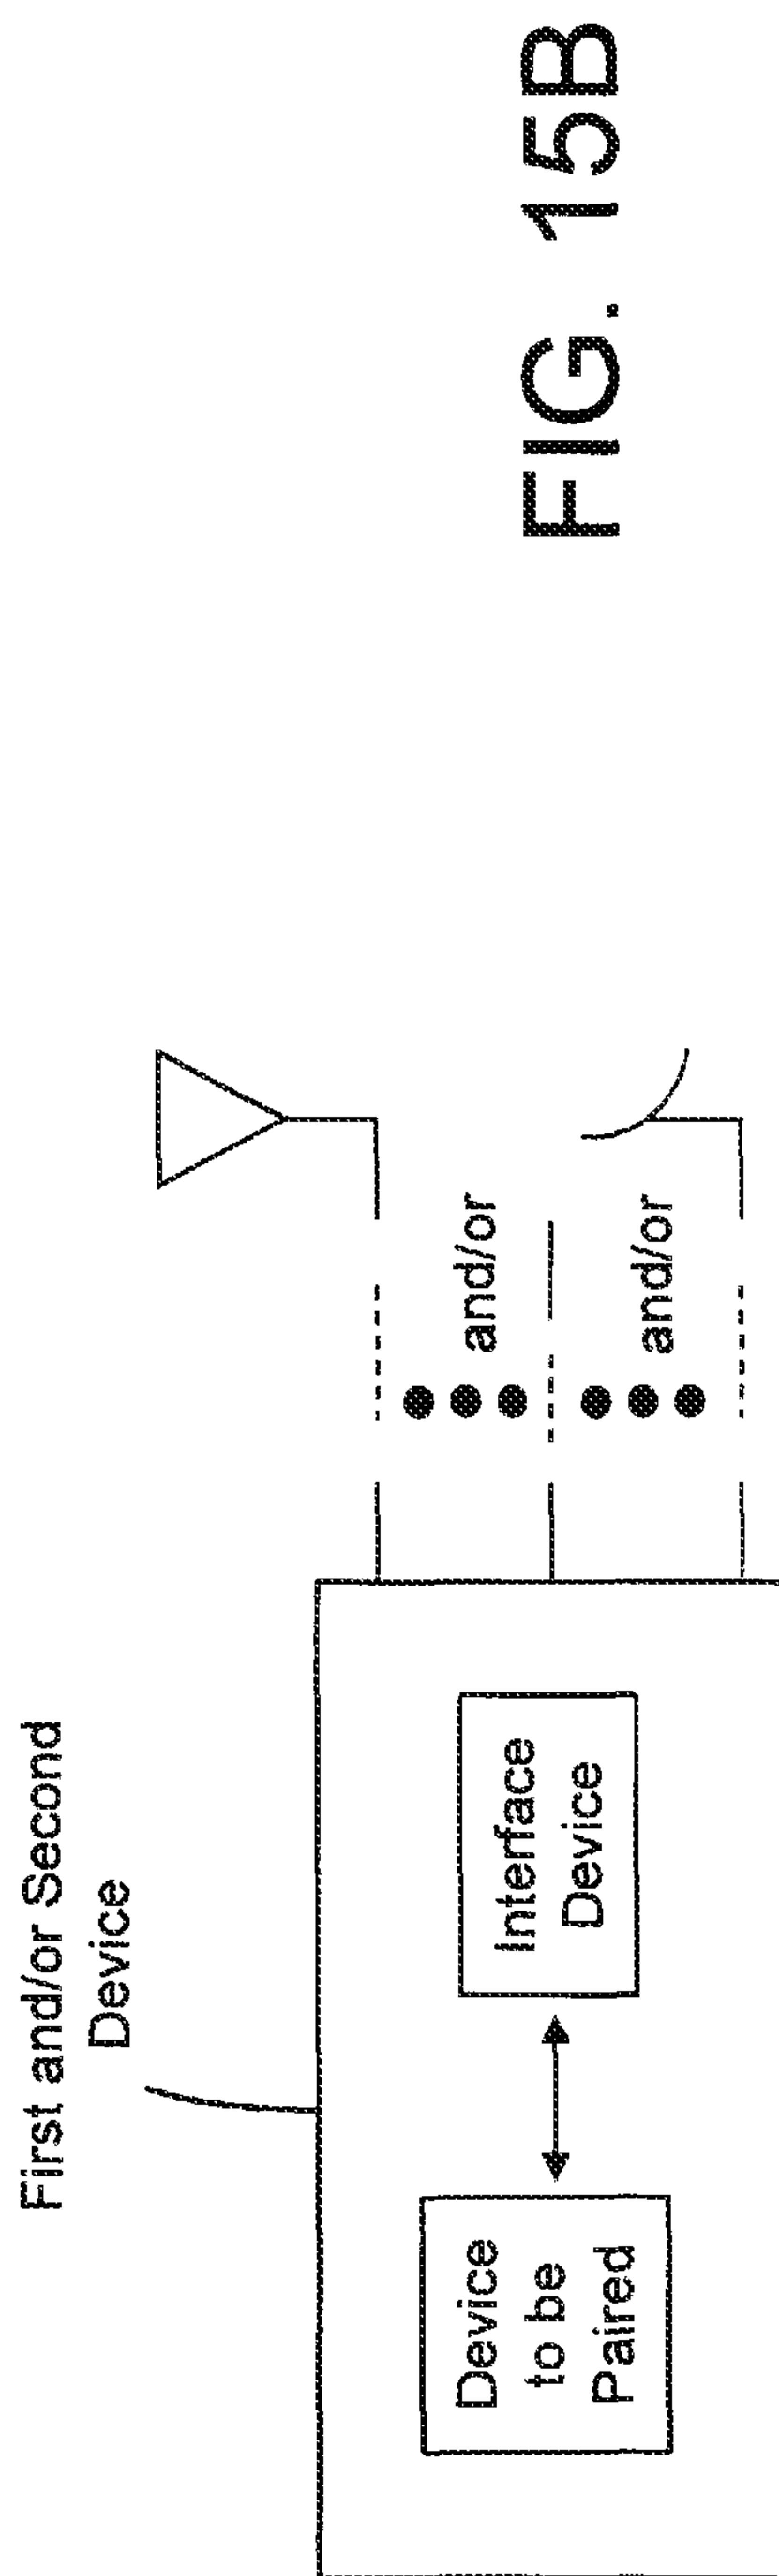 First and/or Second
Device
Device
to be
Paired
Interface
Device
and/or
and/or
FIG. 15B